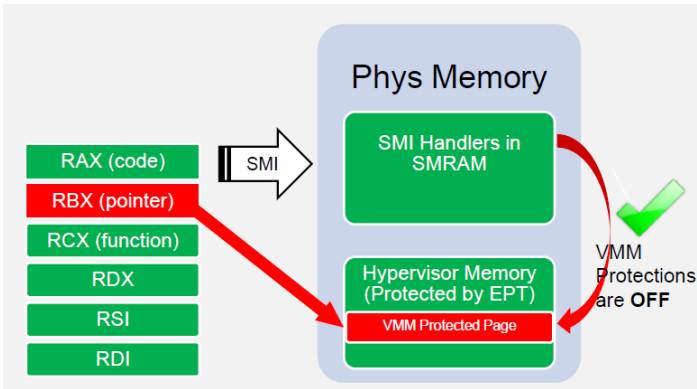 Phys Memory
RAX (code)
RBX (pointer)
RCX (function)
RDX
RSI
RDI
SMI
SMI Handlers in
SMRAM
Hypervisor Memory
(Protected by EPT)
VMM Protected Page
VMM
Protections
are OFF